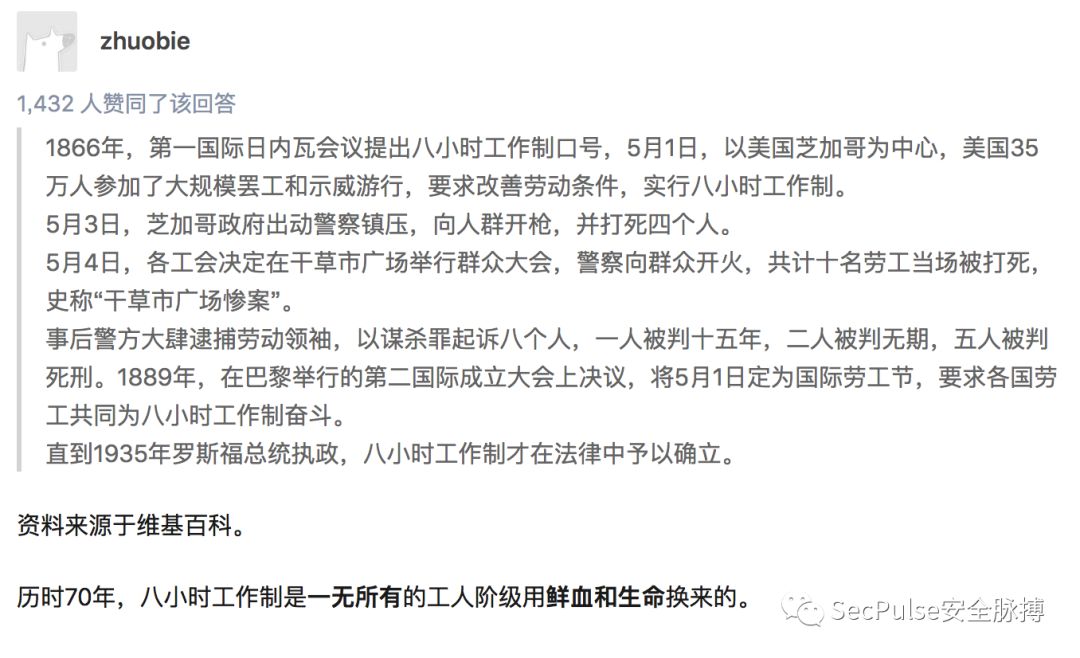 zhuobie
1,432 人赞同了该回答
1866年，第一国际日内瓦会议提出八小时工作制口号，5月1日，以美国芝加哥为中心，美国35
万人参加了大规模罢工和示威游行，要求改善劳动条件，实行八小时工作制。
5月3日，芝加哥政府出动警察镇压，向人群开枪，并打死四个人。
5月4日，各工会决定在干草市广场举行群众大会，警察向群众开火，共计十名劳工当场被打死，
史称“干草市广场惨案”。
事后警方大肆逮捕劳动领袖，以谋杀罪起诉八个人，一人被判十五年，二人被判无期，五人被判
死刑。1889年，在巴黎举行的第二国际成立大会上决议，将5月1日定为国际劳工节，要求各国劳
工共同为八小时工作制奋斗。
直到1935年罗斯福总统执政，八小时工作制才在法律中予以确立。
资料来源于维基百科。
历时70年，八小时工作制是一无所有的工人阶级用鲜血和生命换来的。
SecPulse安全脉搏